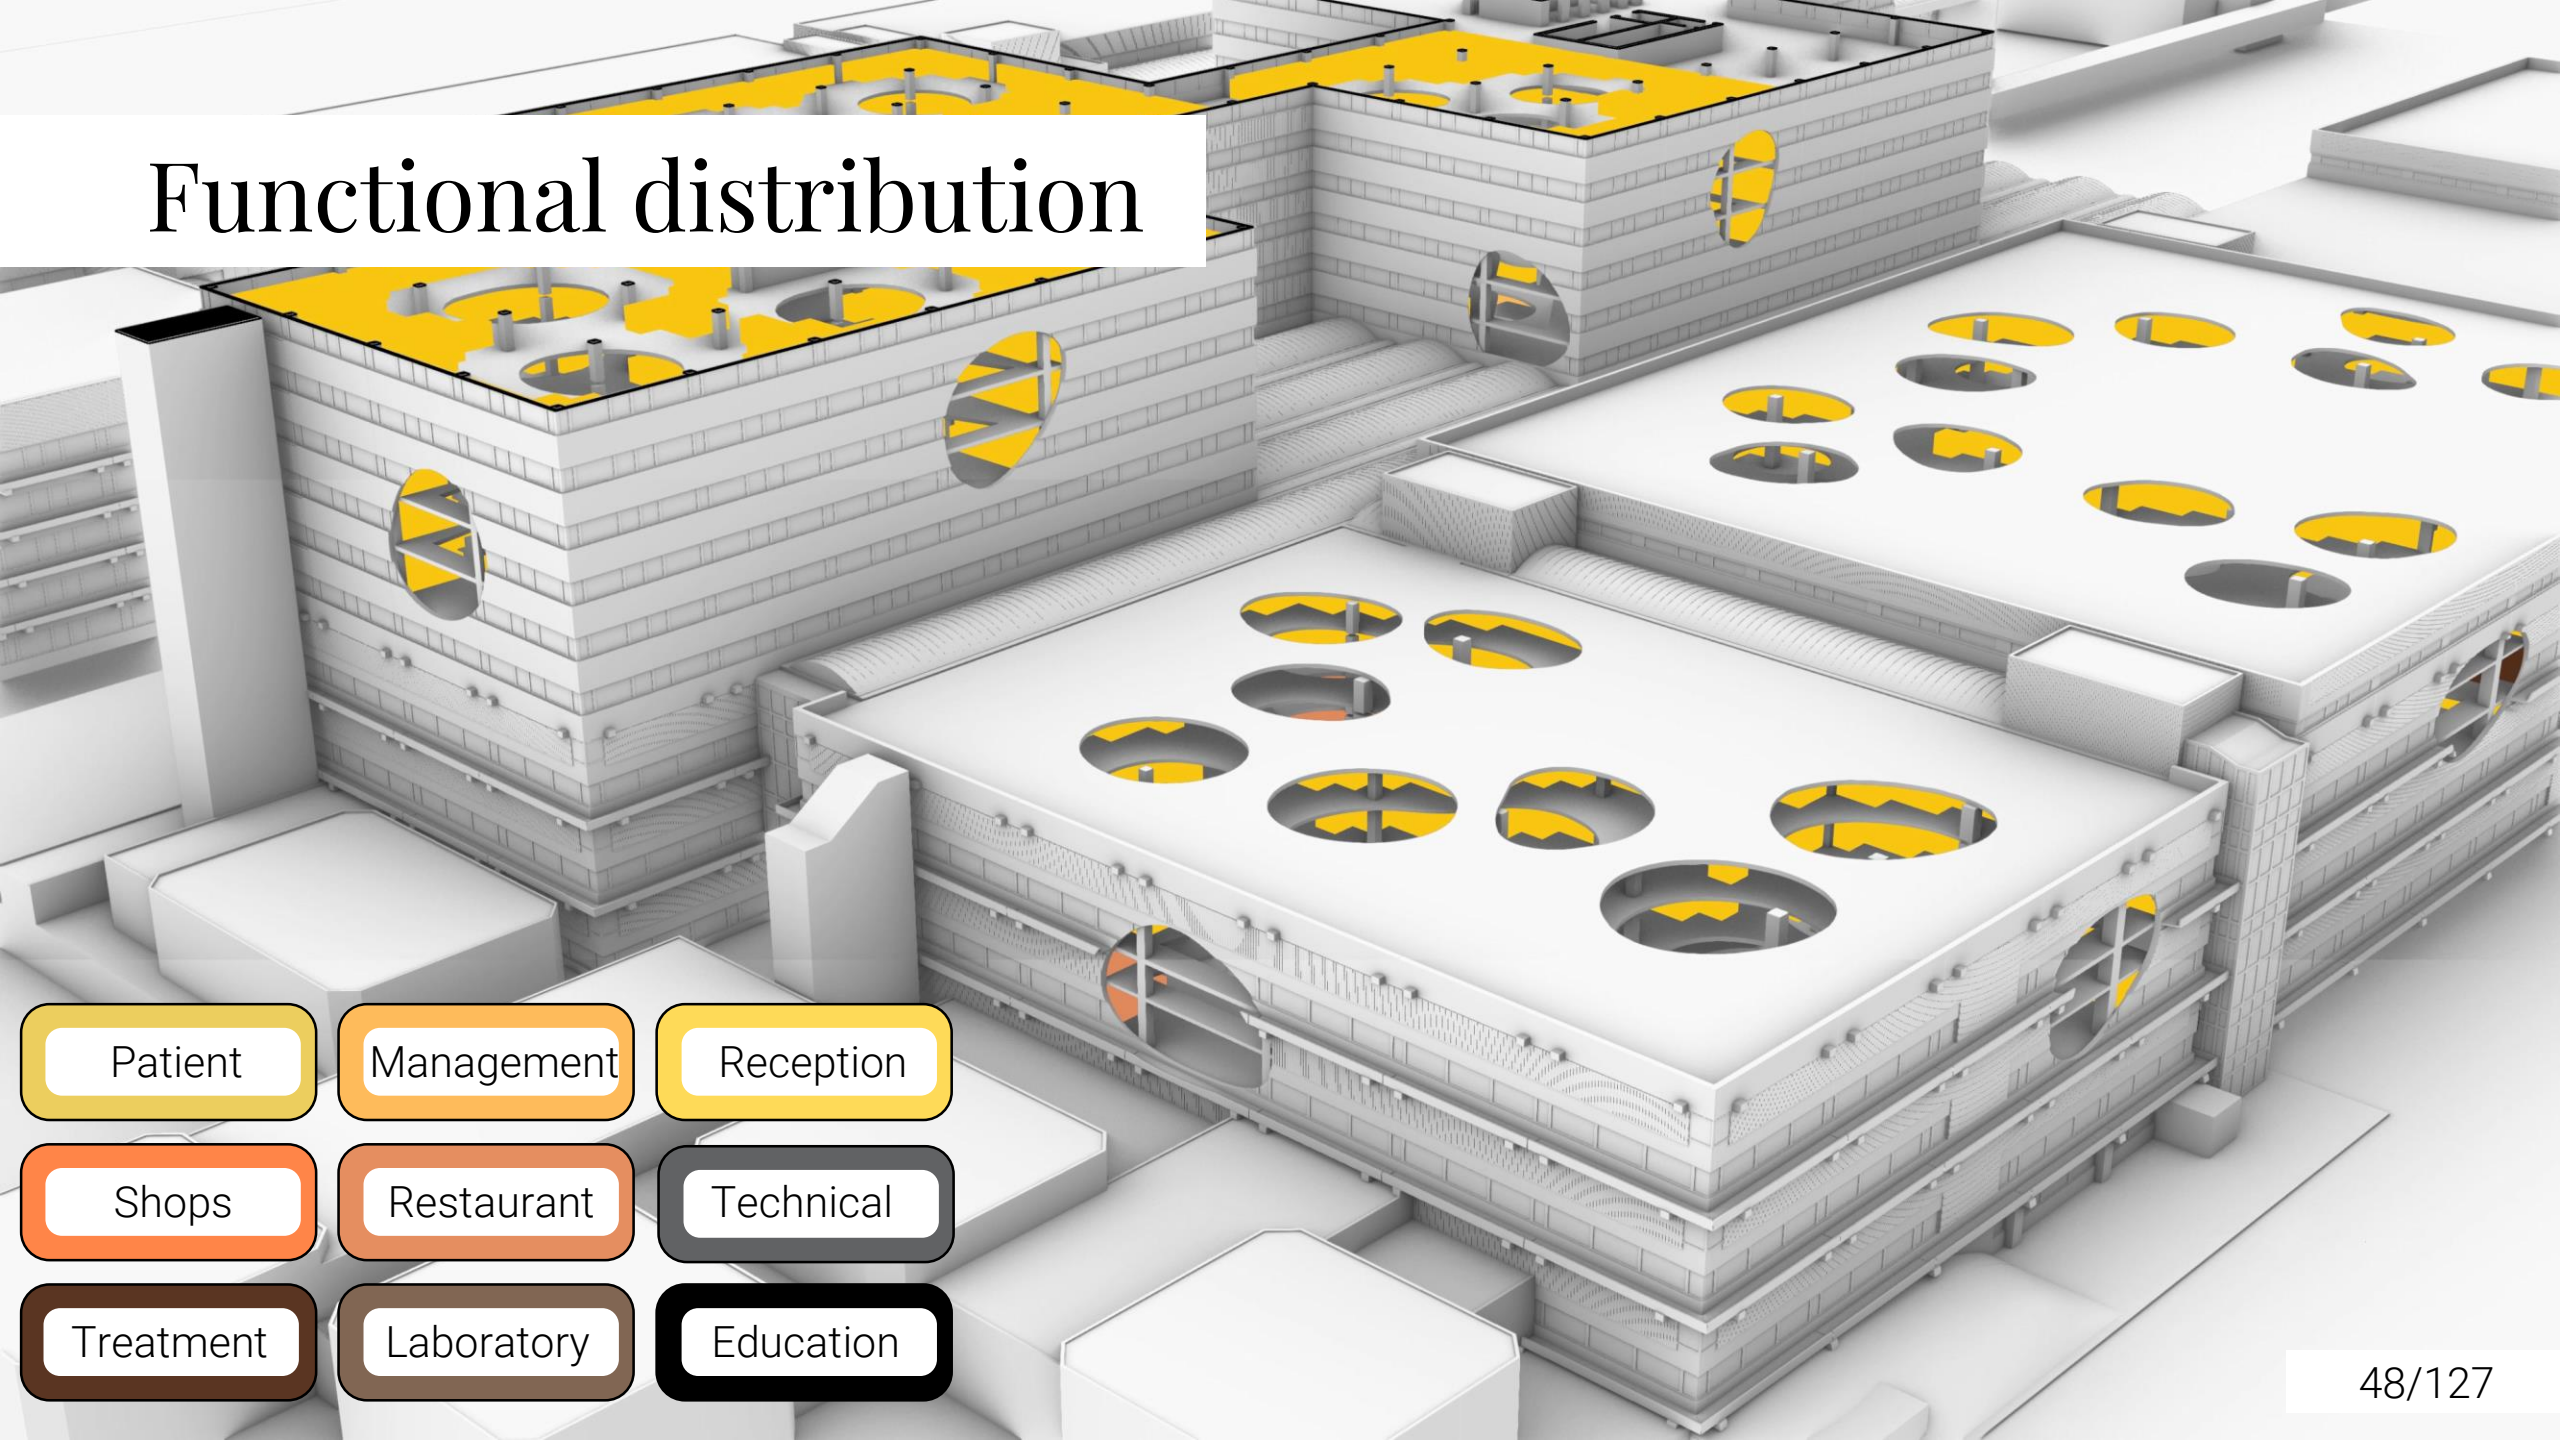 Functional distribution
Patient
Management
Reception
Shops
Restaurant
Technical
Treatment
Laboratory
Education
48/127